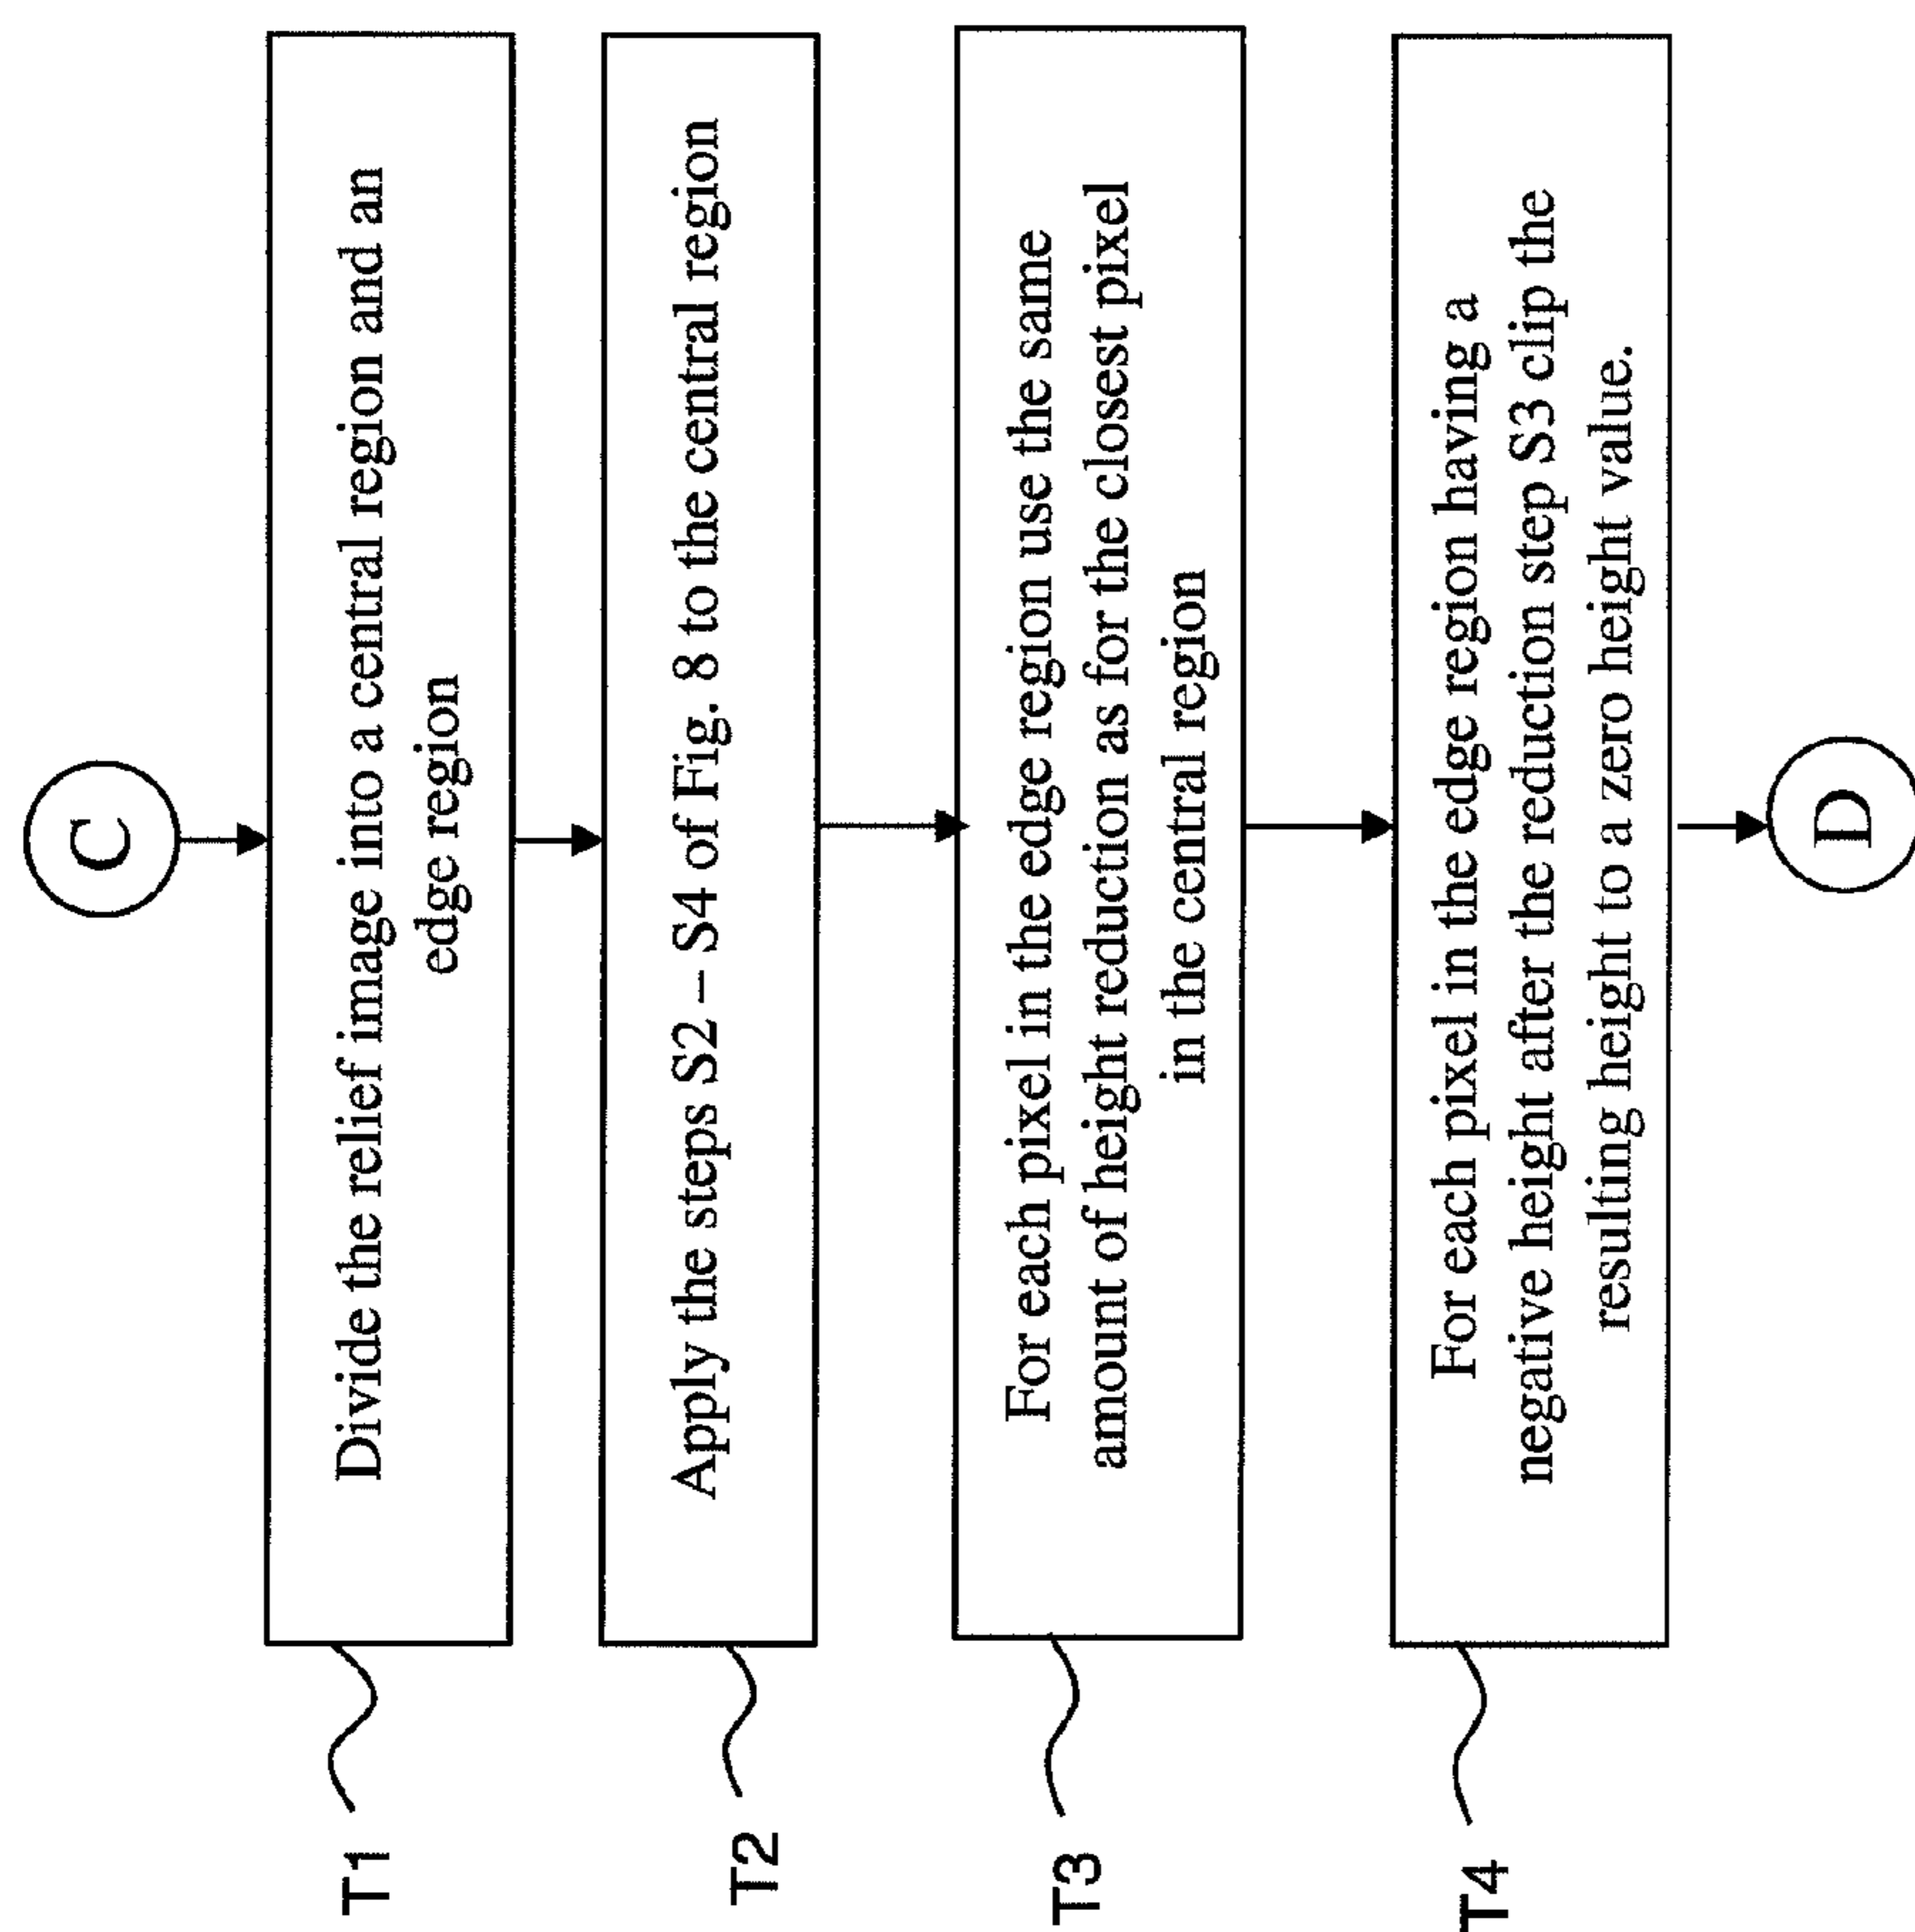 C
T1
Divide the relief image into a central region and an
edge region
T2
Apply the steps S2 – S4 of Fig. 8 to the central region
T3
For each pixel in the edge region use the same
amount of height reduction as for the closest pixel
in the central region
T4
For each pixel in the edge region having a
negative height after the reduction step S3 clip the
resulting height to a zero height value.
D